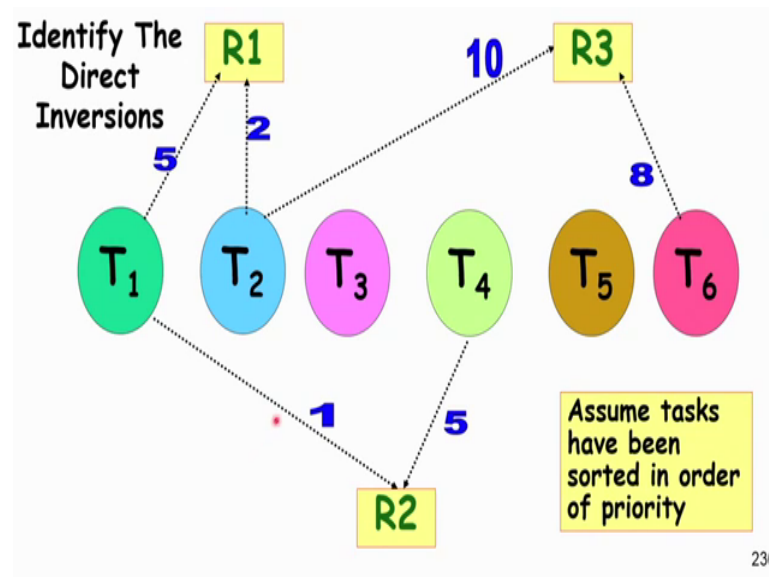 Identify The
Direct
Inversions
R1
R3
10
2
5
8
T1
T2
T3
T4
T5
T6
1
5
R2
Assume tasks
have been
sorted in order
of priority